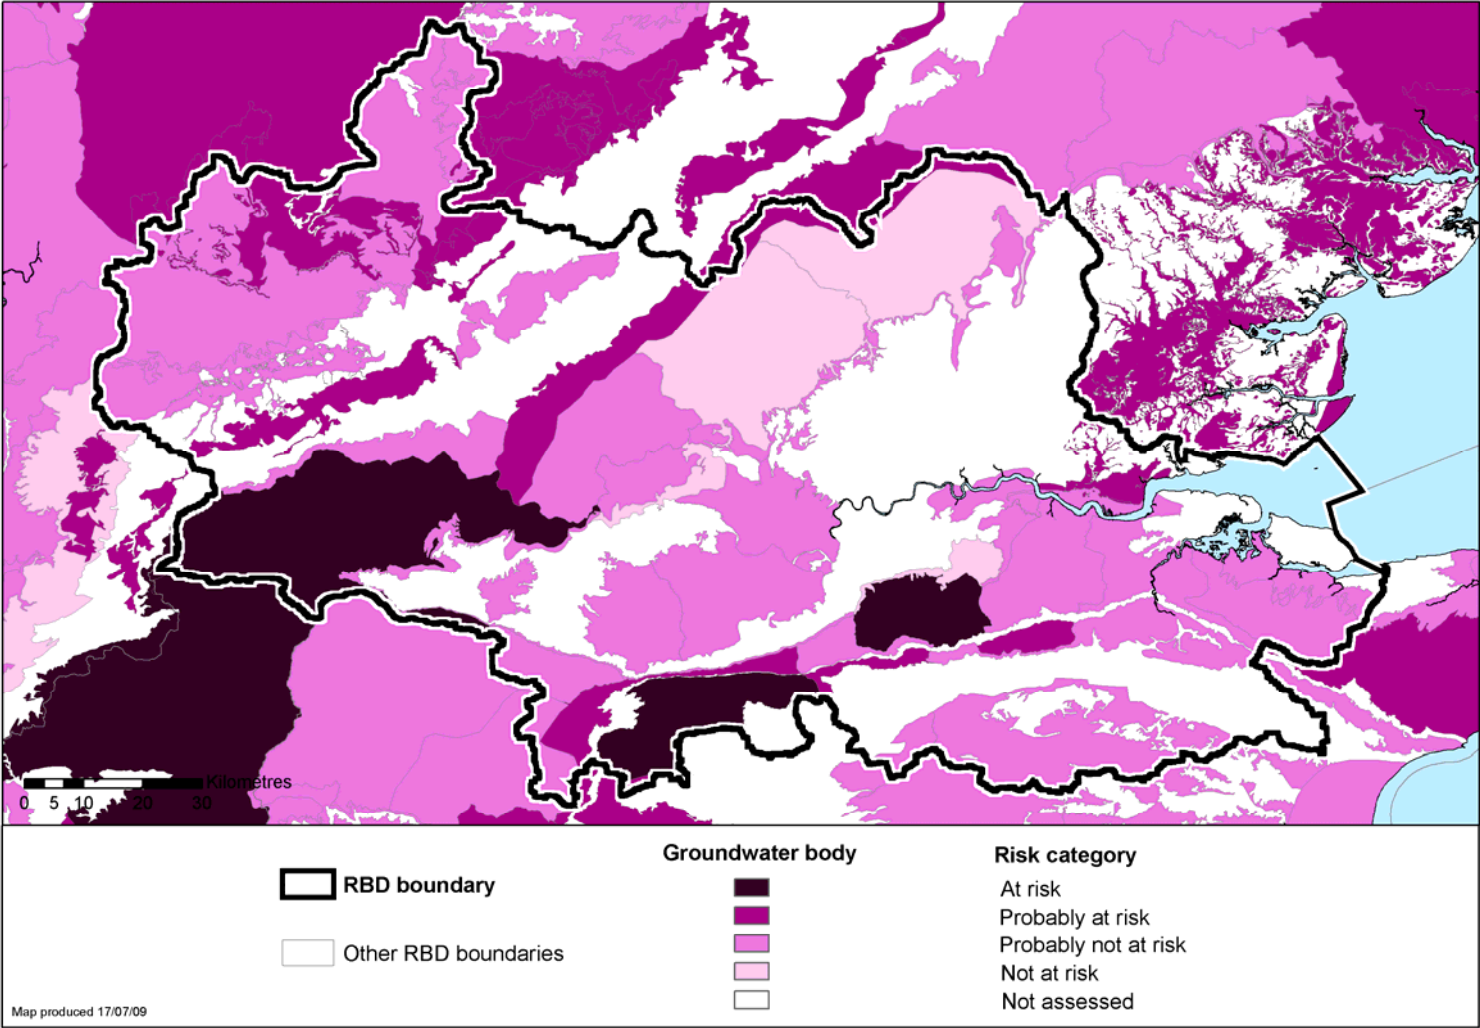 Kilometres
0 5 10 20 30
Groundwater body
Risk category
RBD boundary
At risk
Probably at risk
Probably not at risk
Other RBD boundaries
Not at risk
Not assessed
Map produced 17/07/09